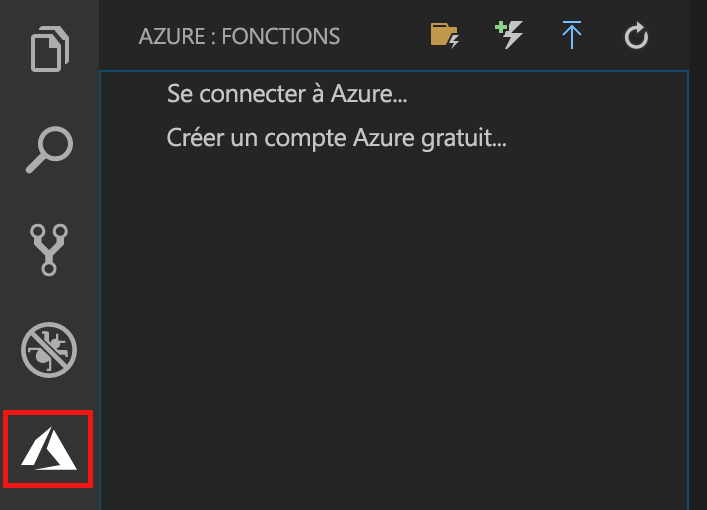 AZURE : FONCTIONS
Se connecter à Azure...
Créer un compte Azure gratuit...